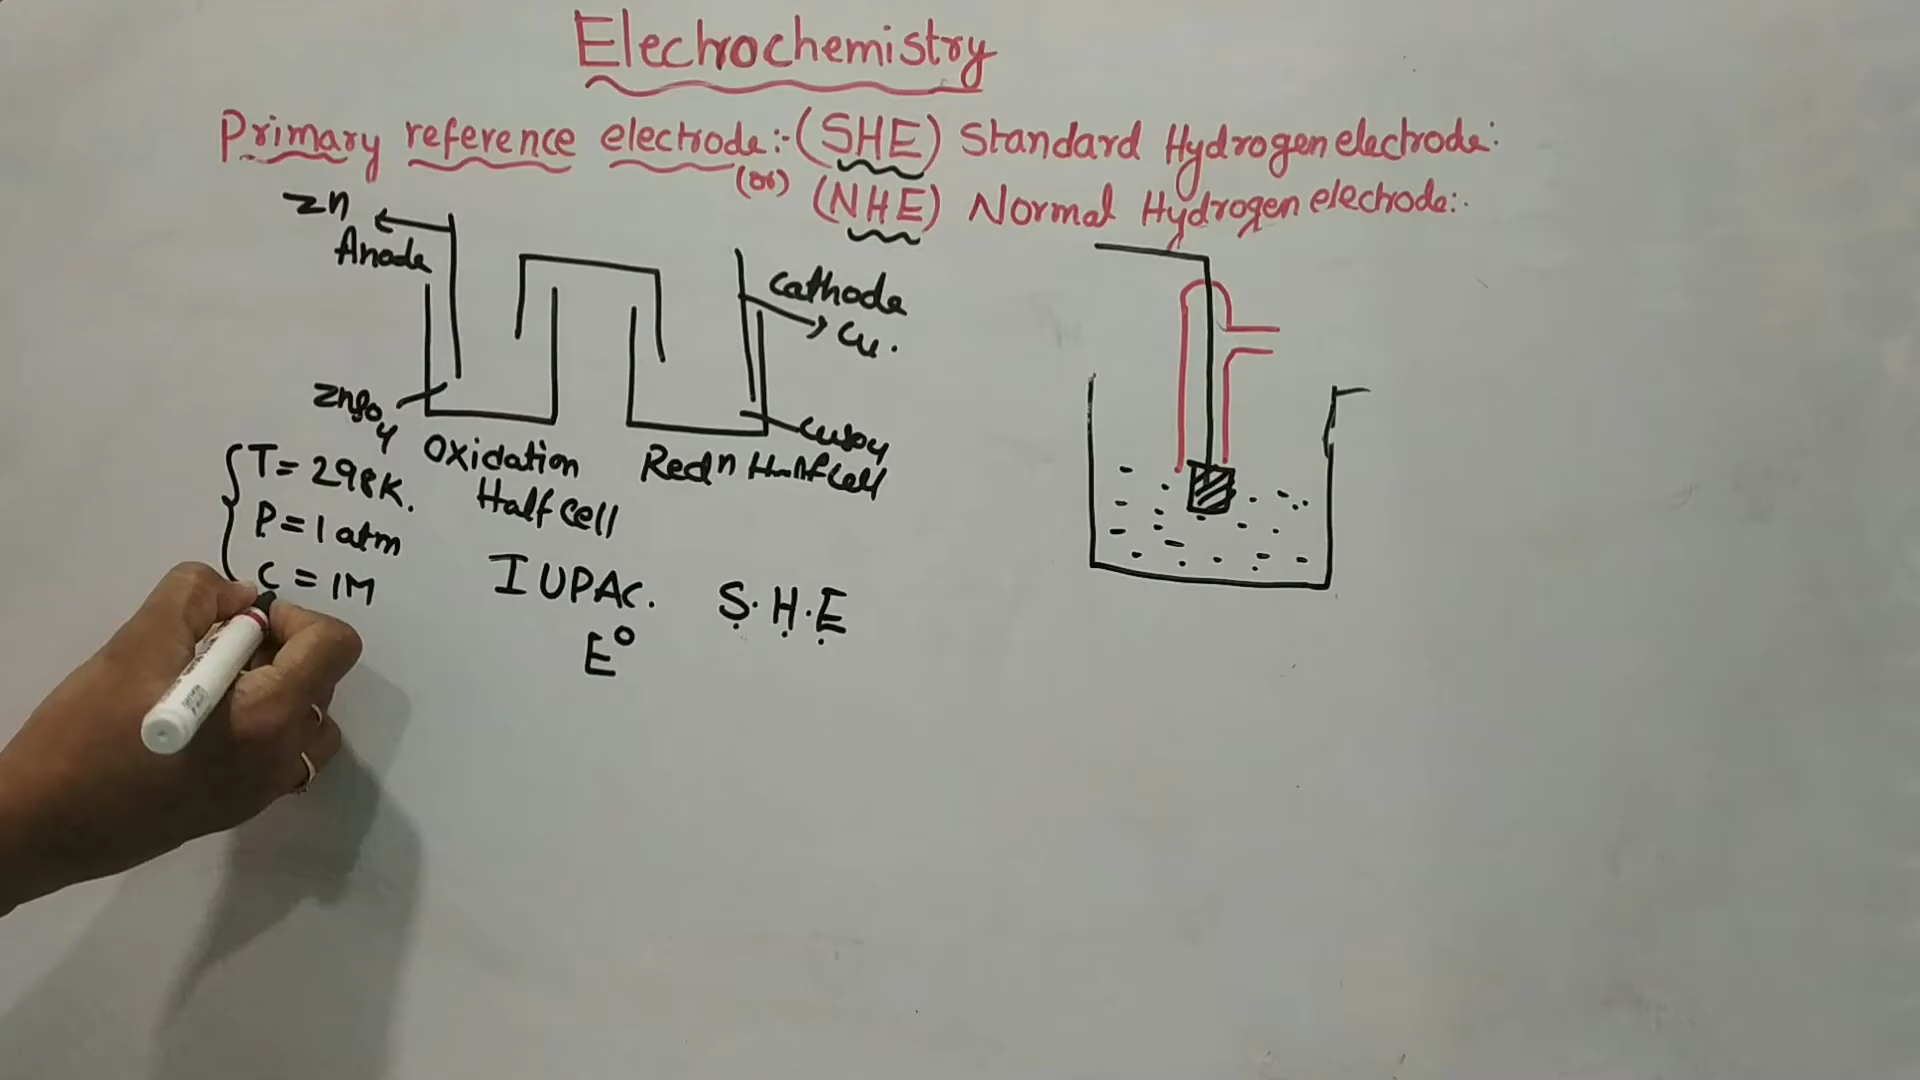 Electrochemistry
Primary reference electrode:- (SHE) Standard Hydrogen electrode:
(or) (NHE) Normal Hydrogen electrode:-
Zn
Anode
Cathode
Cu.
ZnSO4
CuSO4
Oxidation
Half cell
Redn Half cell
T = 298K.
P = 1 atm
C = 1M
IUPAC.
S.H.E
E°